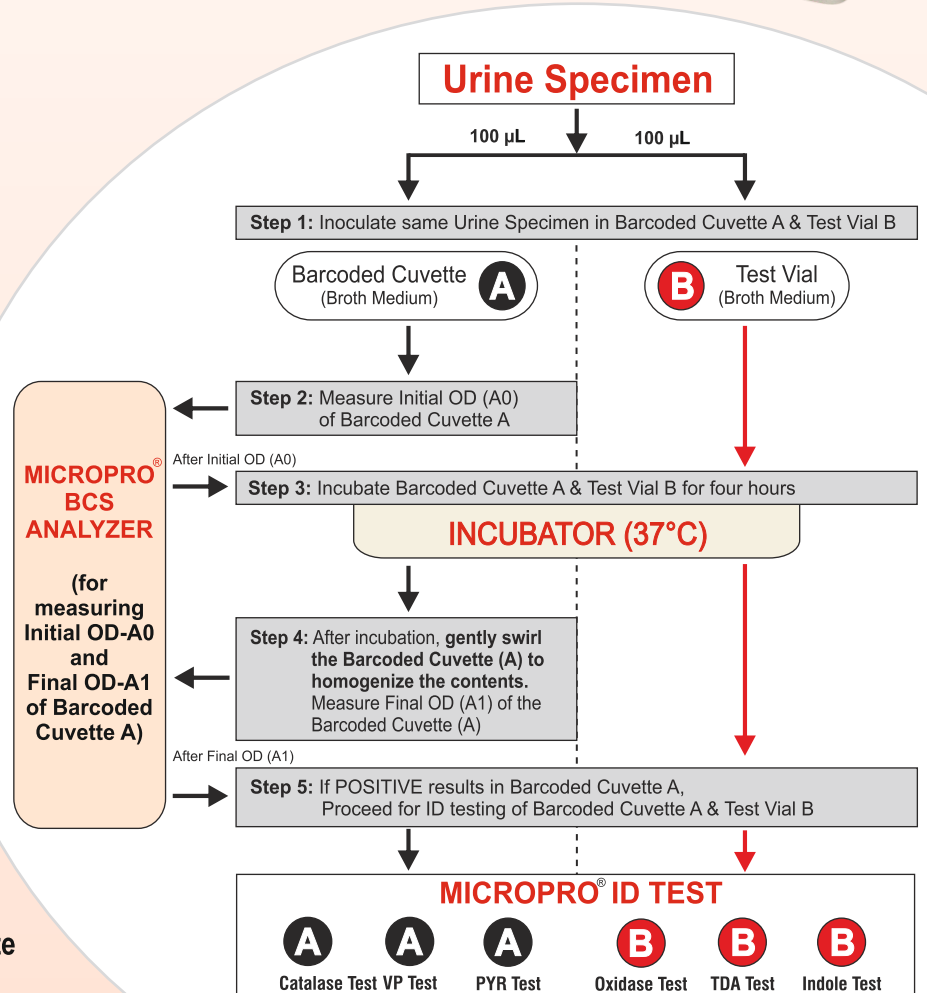 Urine Specimen
100 µL
100 µL
Step 1: Inoculate same Urine Specimen in Barcoded Cuvette A & Test Vial B
Barcoded Cuvette
(Broth Medium)
A
B
Test Vial
(Broth Medium)
Step 2: Measure Initial OD (A0)
of Barcoded Cuvette A
MICROPRO®
BCS
ANALYZER
(for
measuring
Initial OD-A0
and
Final OD-A1
of Barcoded
Cuvette A)
After Initial OD (A0)
Step 3: Incubate Barcoded Cuvette A & Test Vial B for four hours
INCUBATOR (37°C)
Step 4: After incubation, gently swirl
the Barcoded Cuvette (A) to
homogenize the contents.
Measure Final OD (A1) of the
Barcoded Cuvette (A)
After Final OD (A1)
Step 5: If POSITIVE results in Barcoded Cuvette A,
Proceed for ID testing of Barcoded Cuvette A & Test Vial B
MICROPRO® ID TEST
A A A B B B
Catalase Test VP Test PYR Test Oxidase Test TDA Test Indole Test